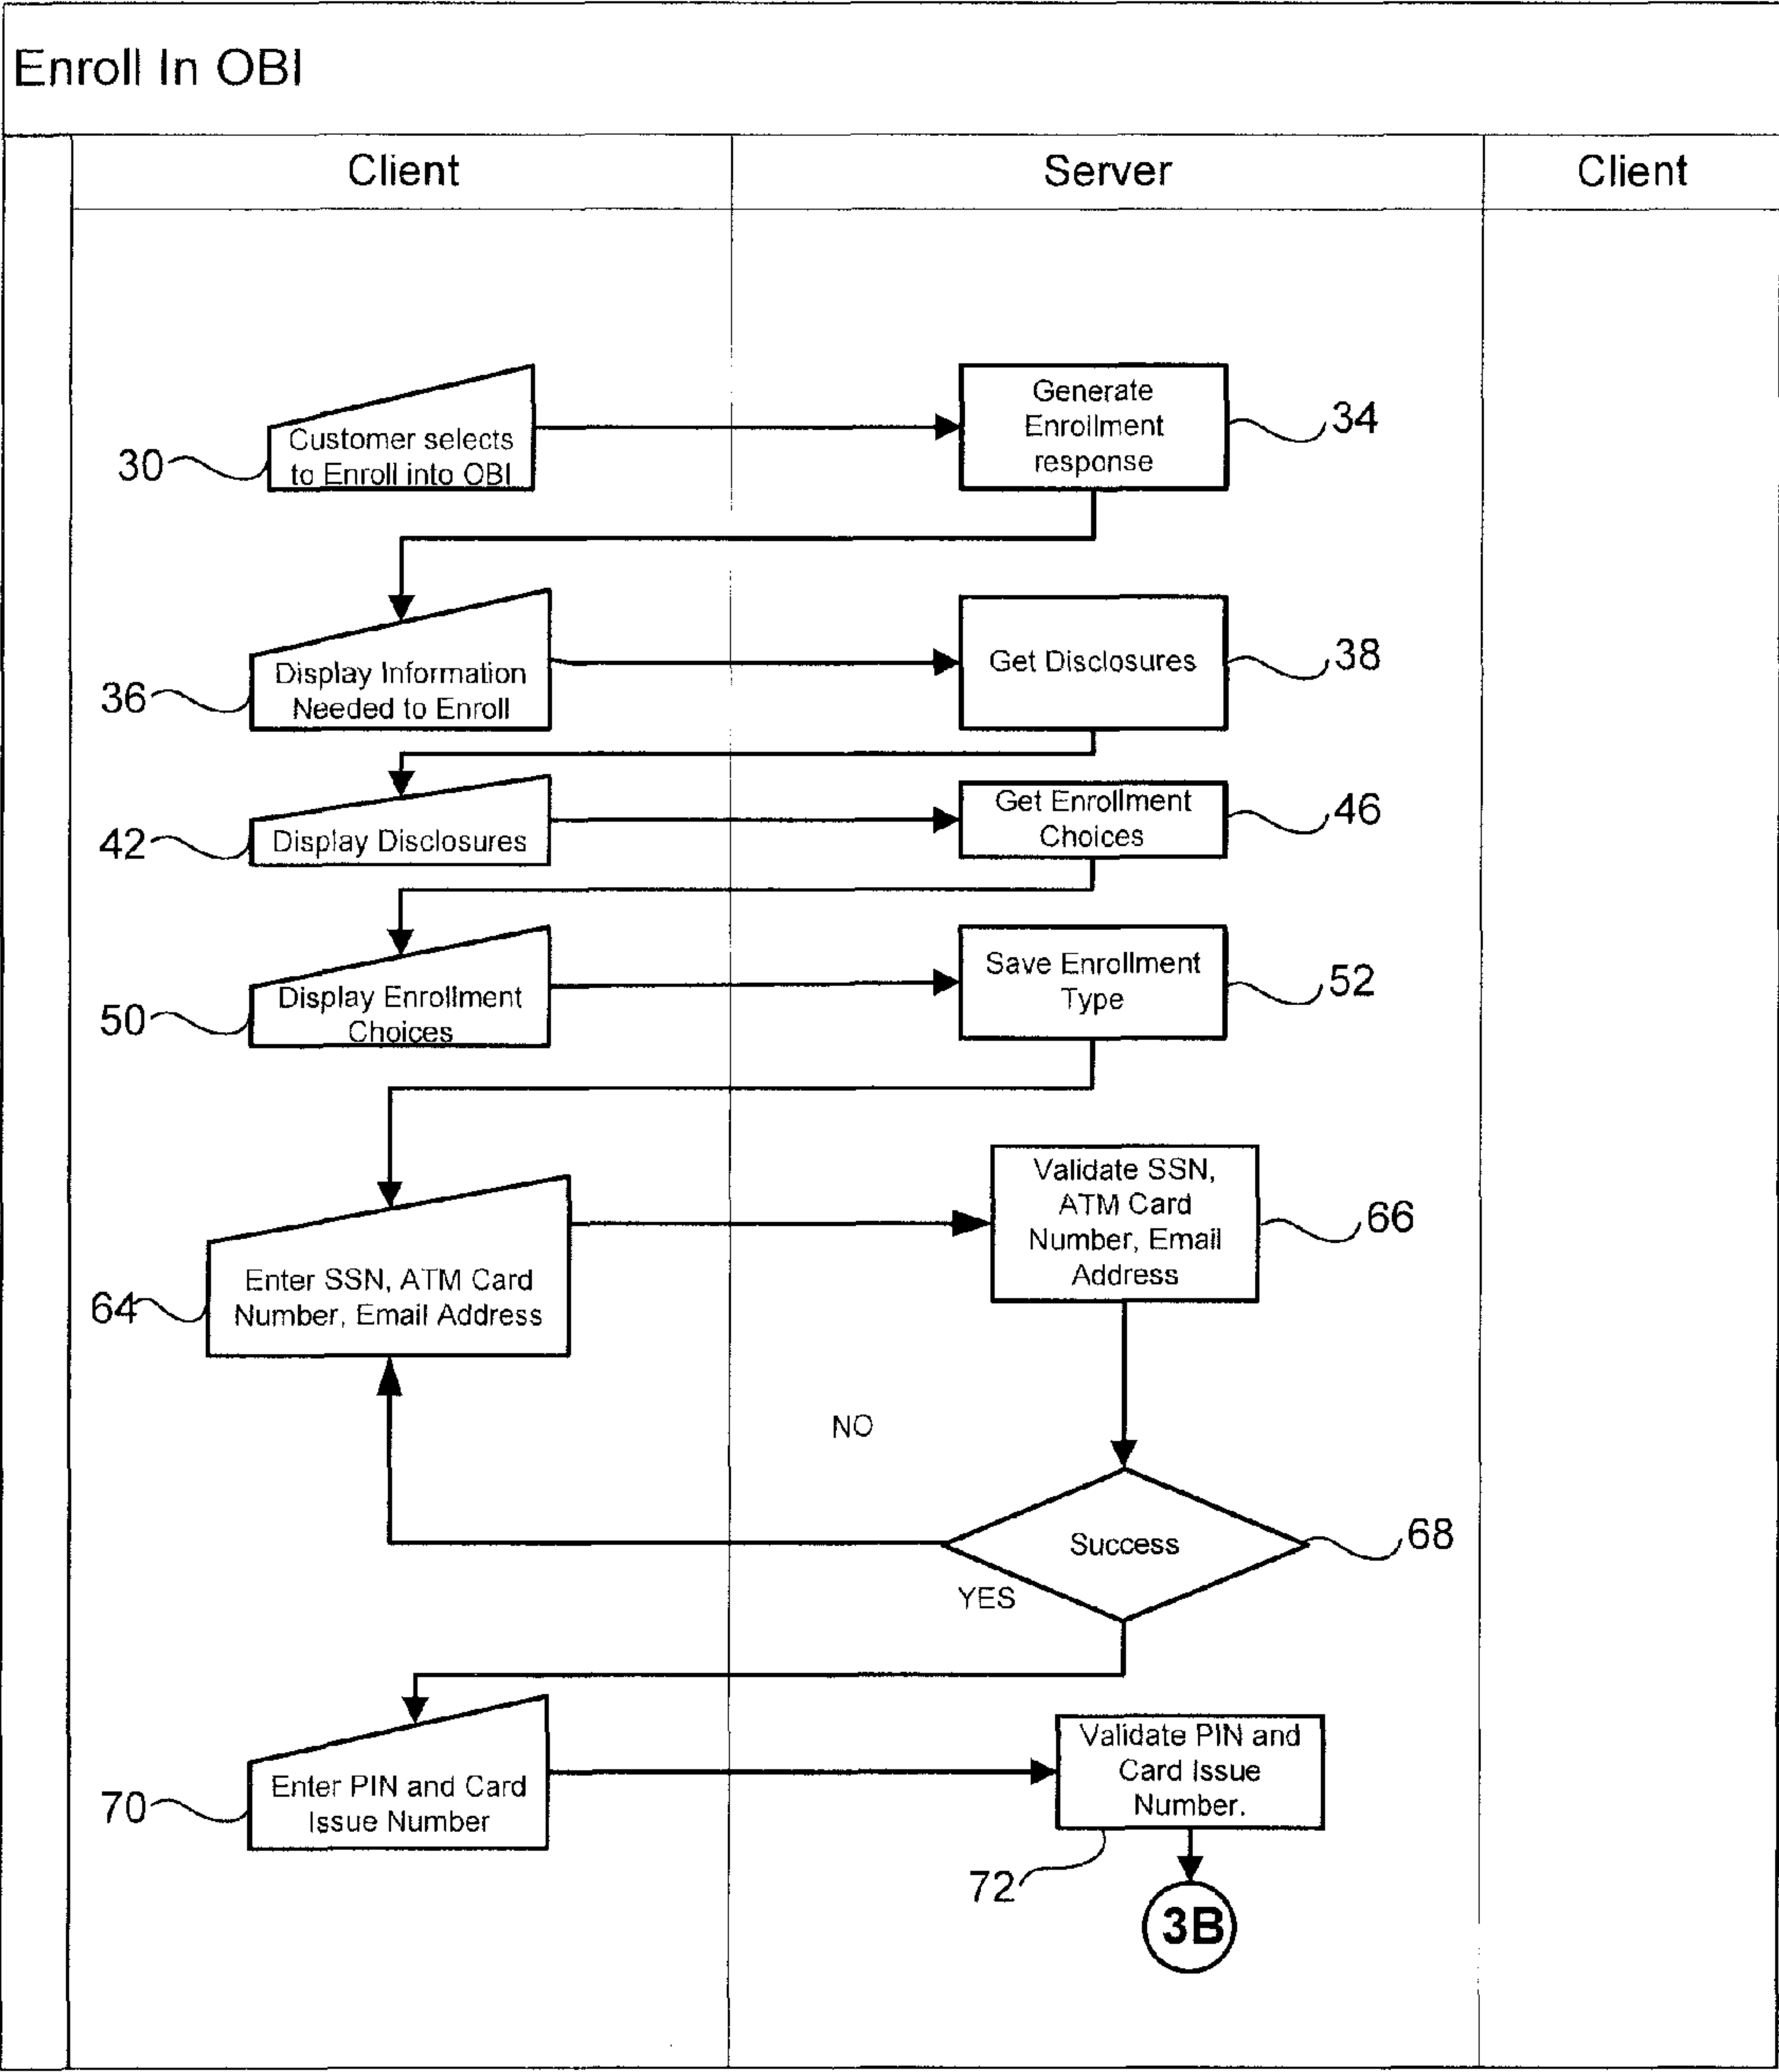 Enroll In OBI
Client
Server
Client
Customer selects
to Enroll into OBI
30
Generate
Enrollment
response
34
Display Information
Needed to Enroll
36
Get Disclosures
38
Display Disclosures
42
Get Enrollment
Choices
46
Display Enrollment
Choices
50
Save Enrollment
Type
52
Enter SSN, ATM Card
Number, Email Address
64
Validate SSN,
ATM Card
Number, Email
Address
66
NO
Success
68
YES
Enter PIN and Card
Issue Number
70
Validate PIN and
Card Issue
Number.
72
3B